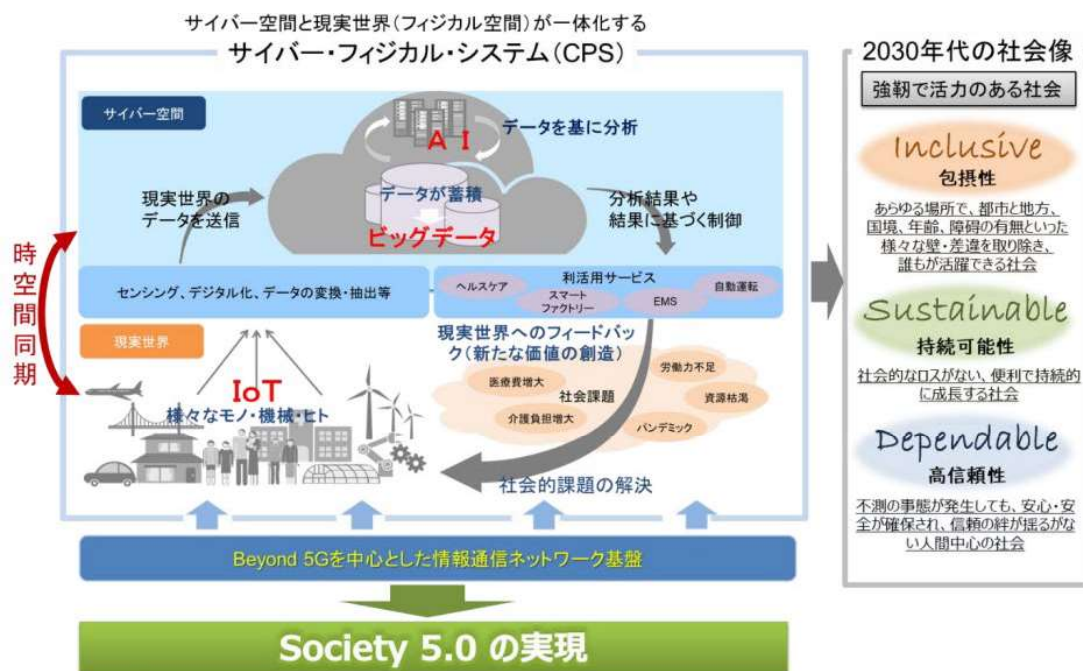 サイバー空間と現実世界（フィジカル空間）が一体化する
サイバー・フィジカル・システム（CPS）
サイバー空間
AI
データを基に分析
現実世界の
データを送信
データが蓄積
ビッグデータ
分析結果や
結果に基づく制御
センシング、デジタル化、データの変換・抽出等
利活用サービス
ヘルスケア
スマート
ファクトリー
EMS
自動運転
時空間同期
現実世界
IoT
様々なモノ・機械・ヒト
現実世界へのフィードバッ
ク（新たな価値の創造）
医療費増大
社会課題
介護負担増大
労働力不足
資源枯渇
パンデミック
社会的課題の解決
Beyond 5Gを中心とした情報通信ネットワーク基盤
Society 5.0 の実現
2030年代の社会像
強靭で活力のある社会
Inclusive
包摂性
あらゆる場所で、都市と地方、
国境、年齢、障碍の有無といった
様々な壁・差違を取り除き、
誰もが活躍できる社会
Sustainable
持続可能性
社会的なロスがない、便利で持続的
に成長する社会
Dependable
高信頼性
不測の事態が発生しても、安心・安
全が確保され、信頼の絆が揺るがな
い人間中心の社会